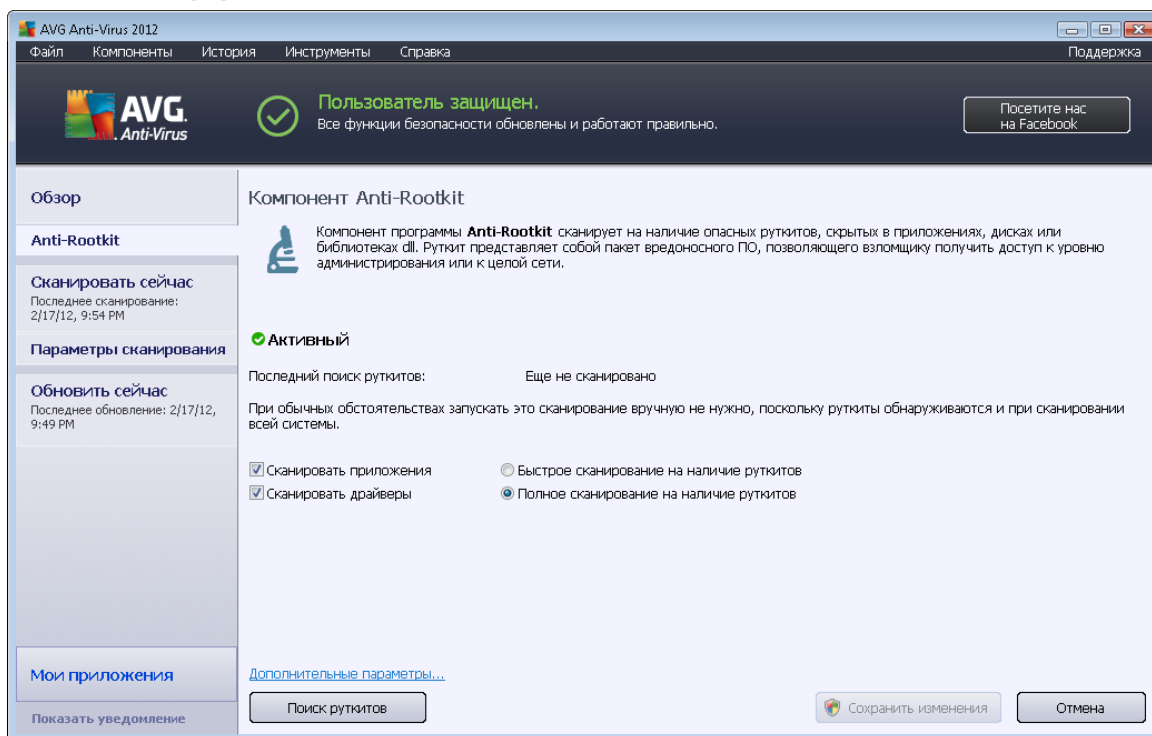 AVG Anti-Virus 2012
Файл Компоненты История Инструменты Справка Поддержка
AVG.
Anti-Virus
Пользователь защищен.
Все функции безопасности обновлены и работают правильно.
Посетите нас
на Facebook
Обзор
Anti-Rootkit
Сканировать сейчас
Последнее сканирование:
2/17/12, 9:54 PM
Параметры сканирования
Обновить сейчас
Последнее обновление: 2/17/12,
9:49 PM
Мои приложения
Показать уведомление
Компонент Anti-Rootkit
Компонент программы Anti-Rootkit сканирует на наличие опасных руткитов, скрытых в приложениях, дисках или
библиотеках dll. Руткит представляет собой пакет вредоносного ПО, позволяющего взломщику получить доступ к уровню
администрирования или к целой сети.
Активный
Последний поиск руткитов: Еще не сканировано
При обычных обстоятельствах запускать это сканирование вручную не нужно, поскольку руткиты обнаруживаются и при сканировании
всей системы.
Сканировать приложения Быстрое сканирование на наличие руткитов
Сканировать драйверы Полное сканирование на наличие руткитов
Дополнительные параметры...
Поиск руткитов Сохранить изменения Отмена